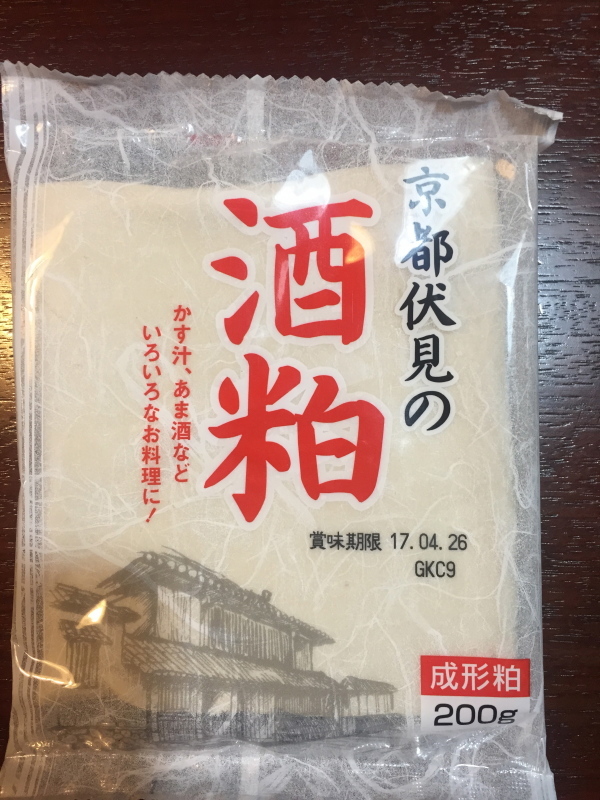 京都伏見の
酒粕
かす汁、あま酒など
いろいろなお料理に!
賞味期限 17.04.26
GKC9
成形粕
200g